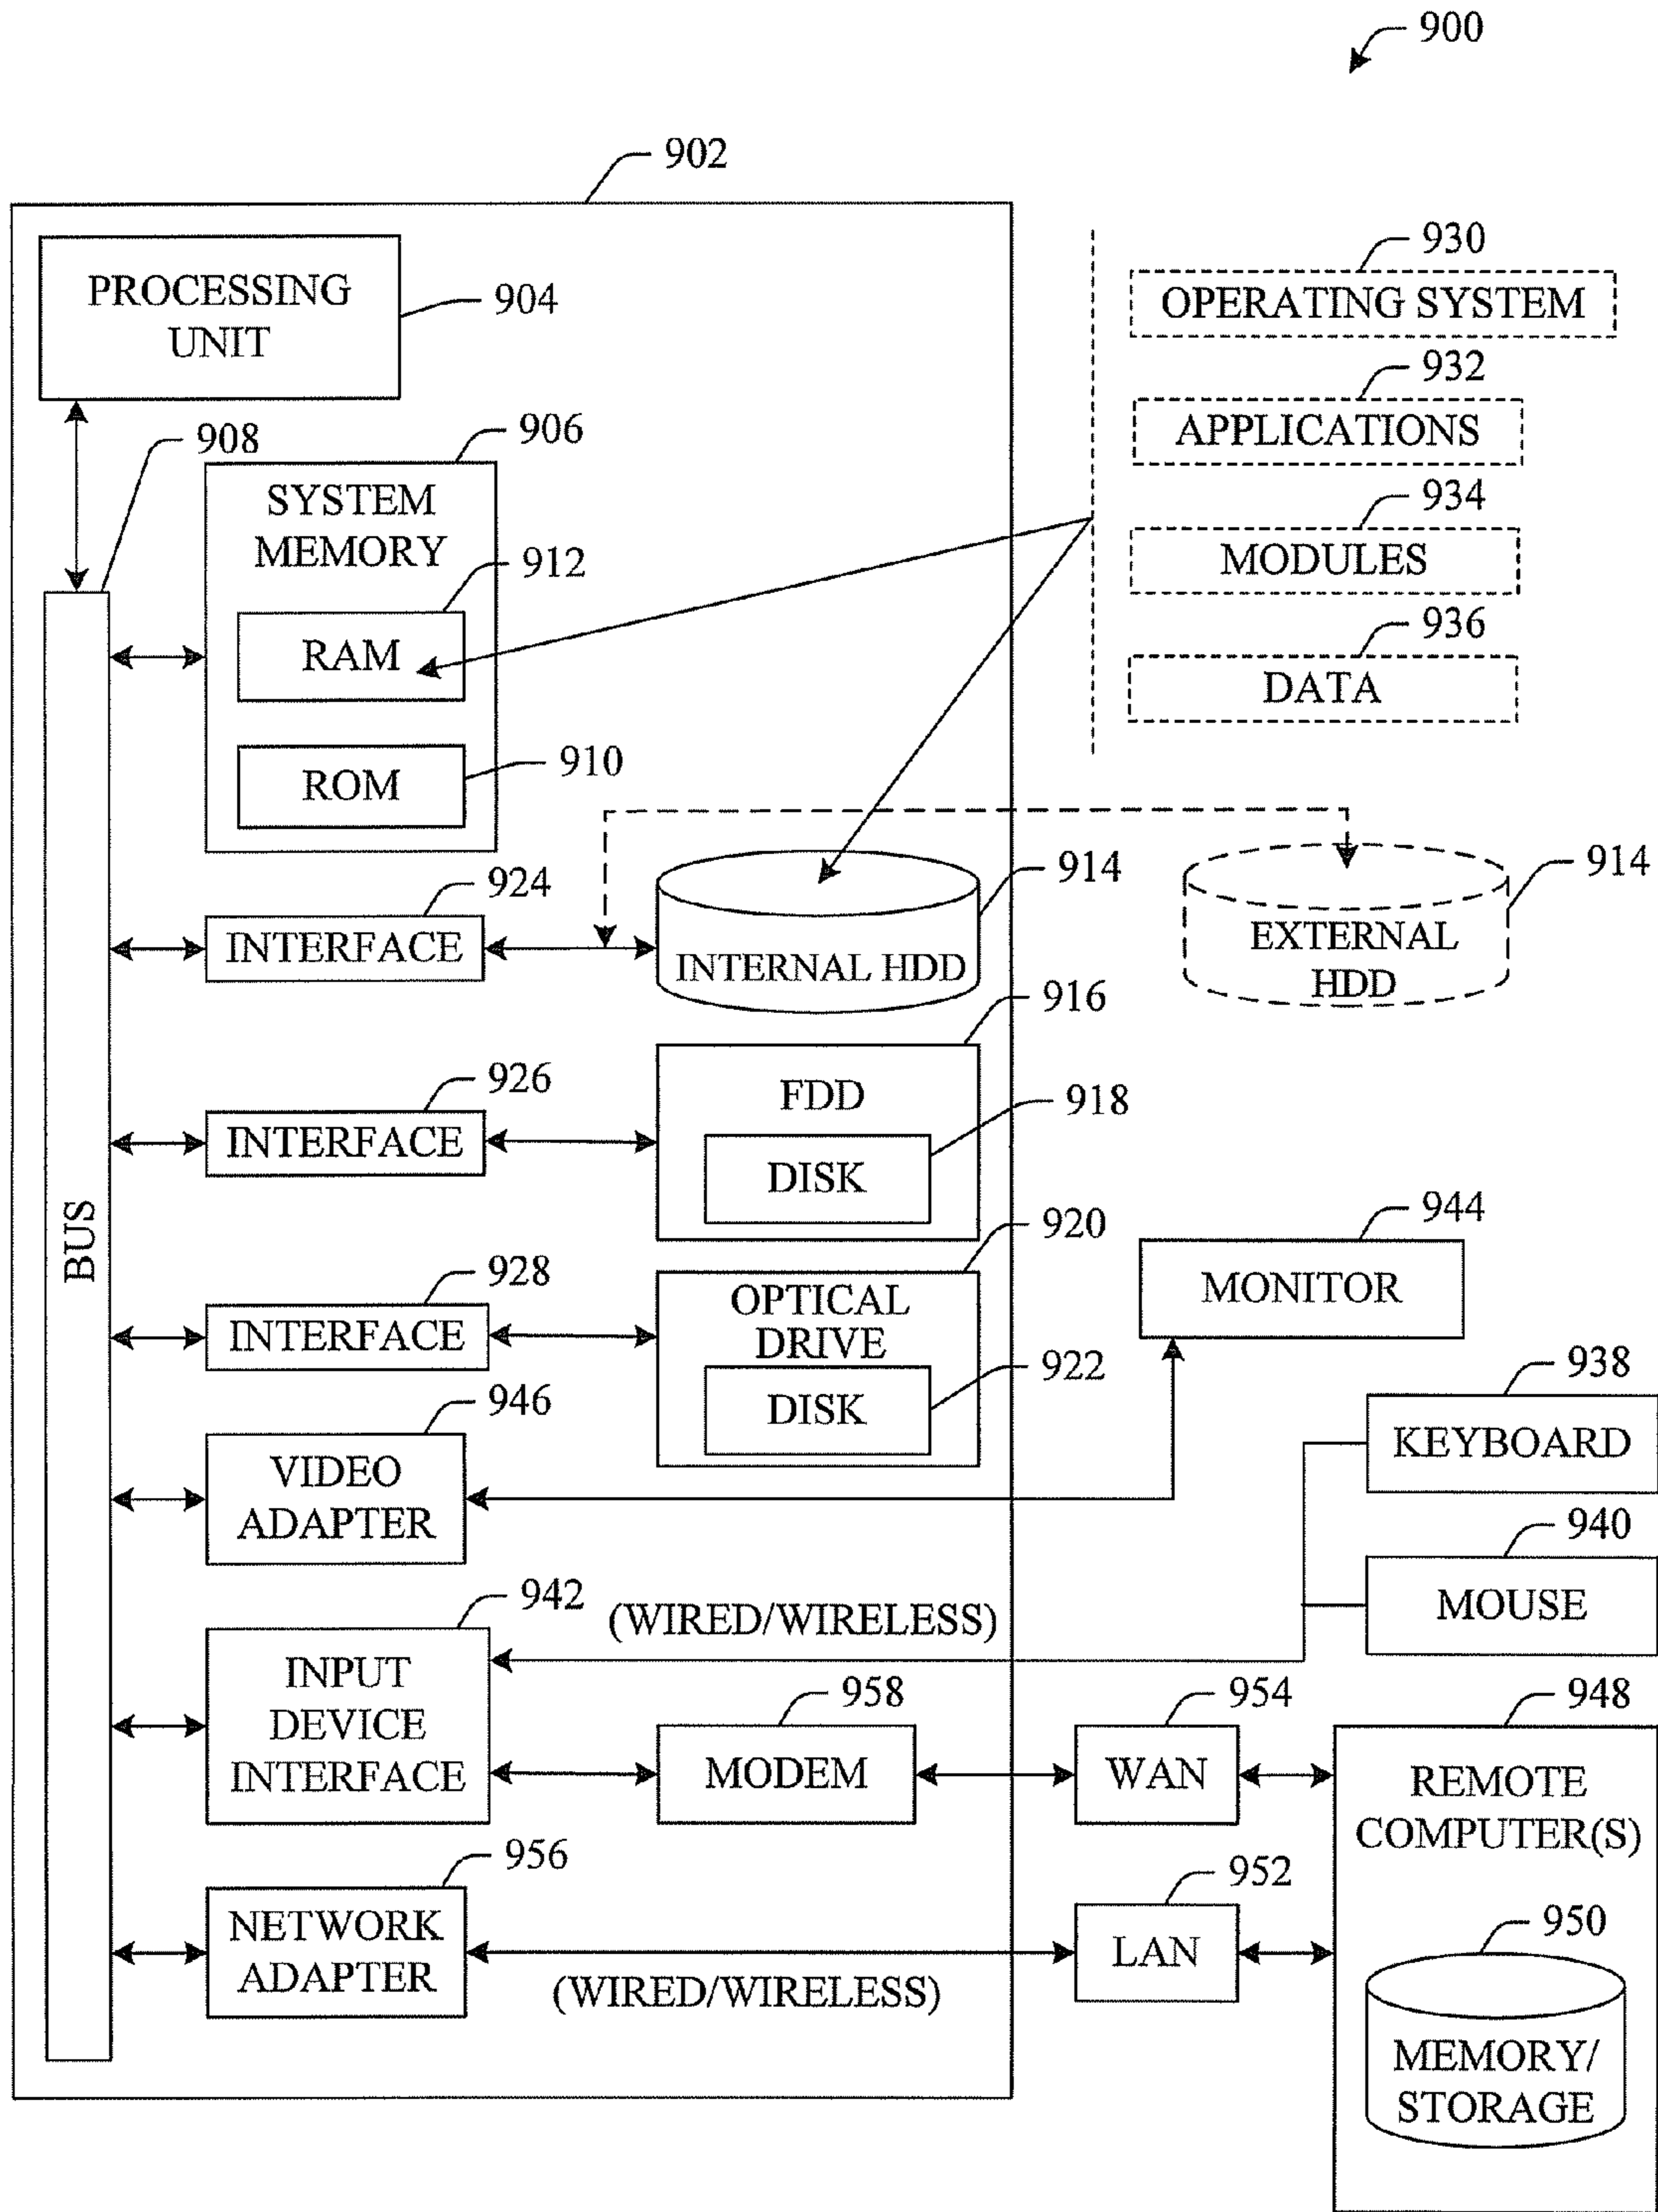 900
902
PROCESSING
UNIT
904
908
906
SYSTEM
MEMORY
912
RAM
910
ROM
930
OPERATING SYSTEM
932
APPLICATIONS
934
MODULES
936
DATA
BUS
924
INTERFACE
914
INTERNAL HDD
914
EXTERNAL
HDD
916
FDD
918
DISK
926
INTERFACE
920
OPTICAL
DRIVE
922
DISK
928
INTERFACE
944
MONITOR
946
VIDEO
ADAPTER
938
KEYBOARD
940
MOUSE
942
INPUT
DEVICE
INTERFACE
(WIRED/WIRELESS)
958
MODEM
954
WAN
948
REMOTE
COMPUTER(S)
956
NETWORK
ADAPTER
(WIRED/WIRELESS)
952
LAN
950
MEMORY/
STORAGE